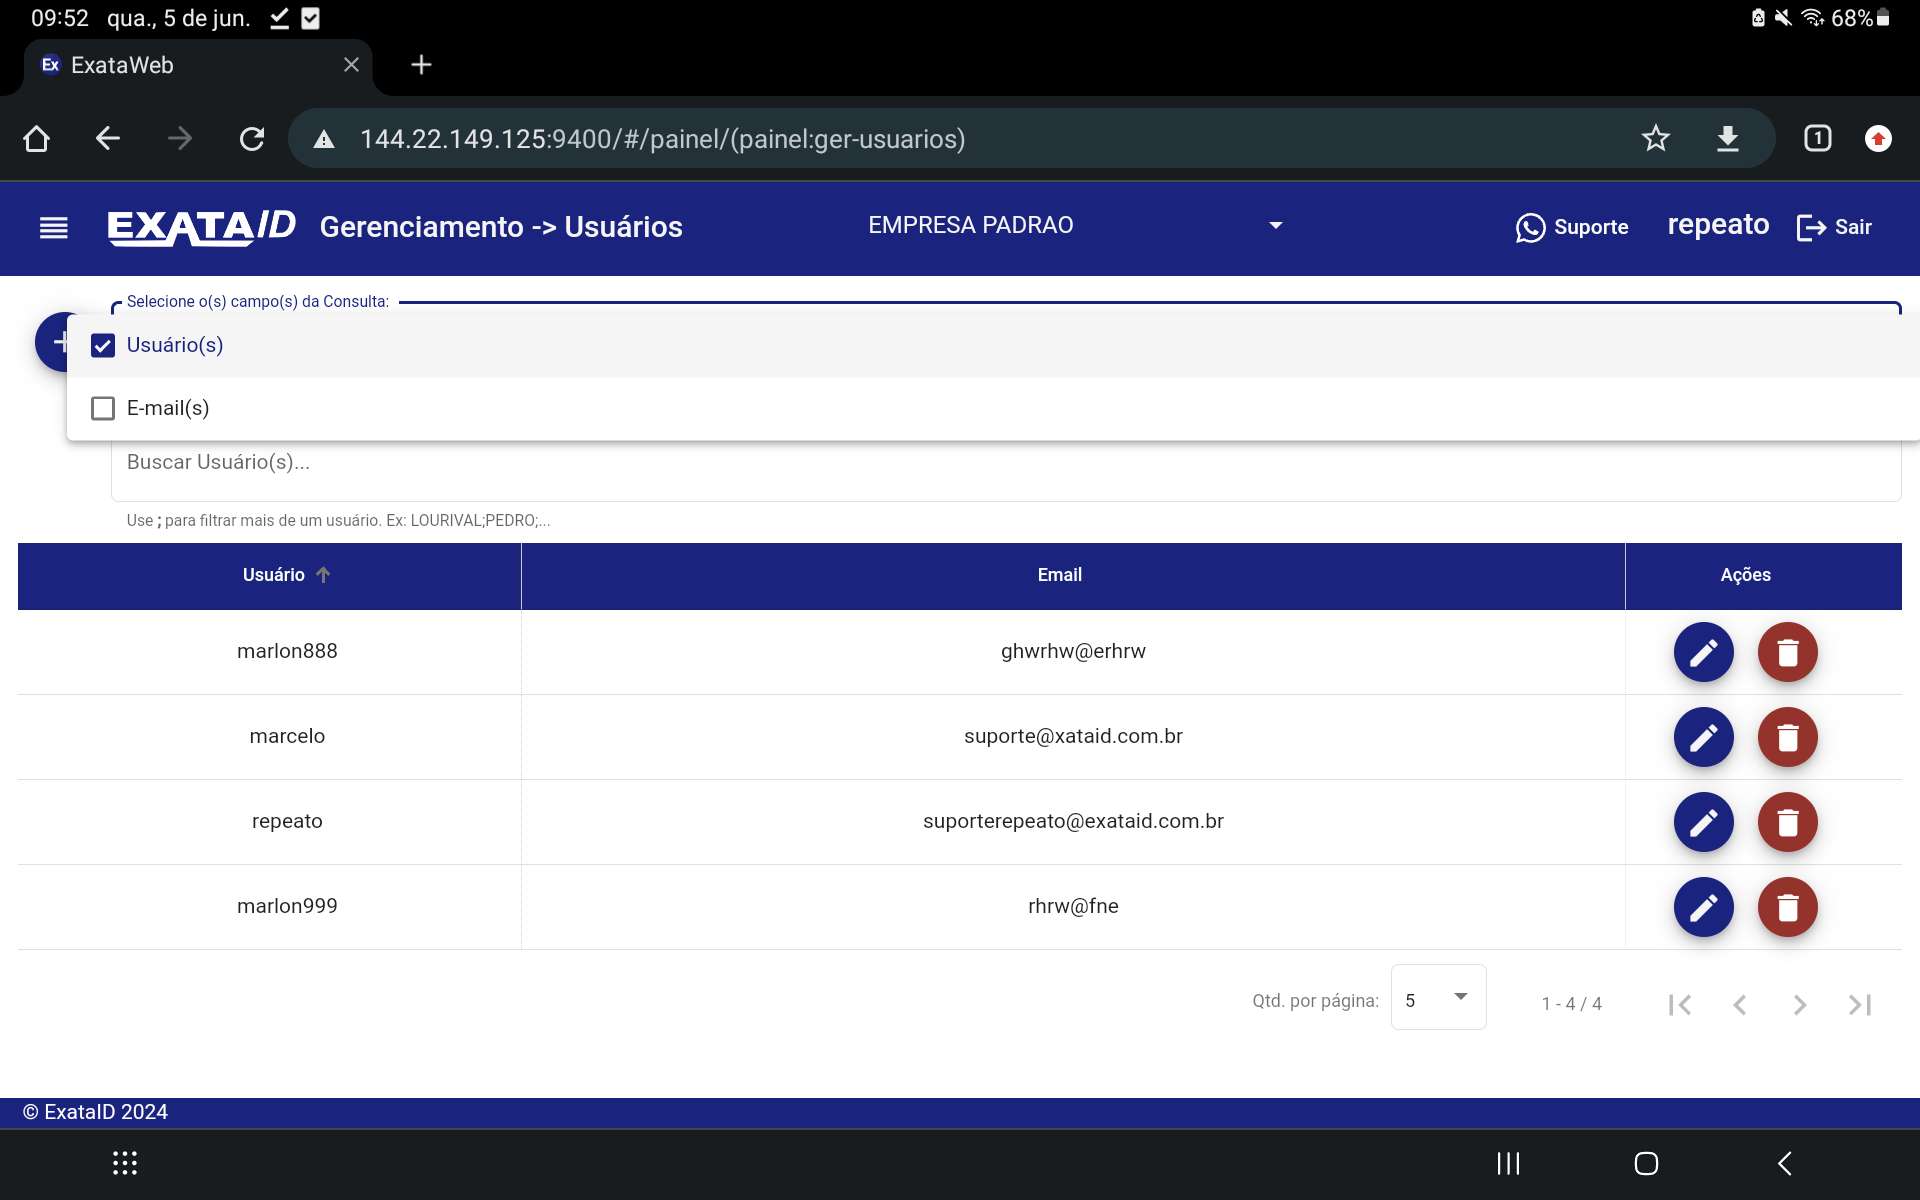 09:52 qua., 5 de jun.
68%
Ex ExataWeb
144.22.149.125:9400/#/painel/(painel:ger-usuarios)
1
EXATAID Gerenciamento -> Usuários EMPRESA PADRAO Suporte repeato Sair
Selecione o(s) campo(s) da Consulta:
Usuário(s)
E-mail(s)
Buscar Usuário(s)...
Use ; para filtrar mais de um usuário. Ex: LOURIVAL;PEDRO;...
Usuário Email Ações
marlon888 ghwrhw@erhrw
marcelo suporte@xataid.com.br
repeato suporterepeato@exataid.com.br
marlon999 rhrw@fne
Qtd. por página: 5 1 - 4 / 4
© ExataID 2024